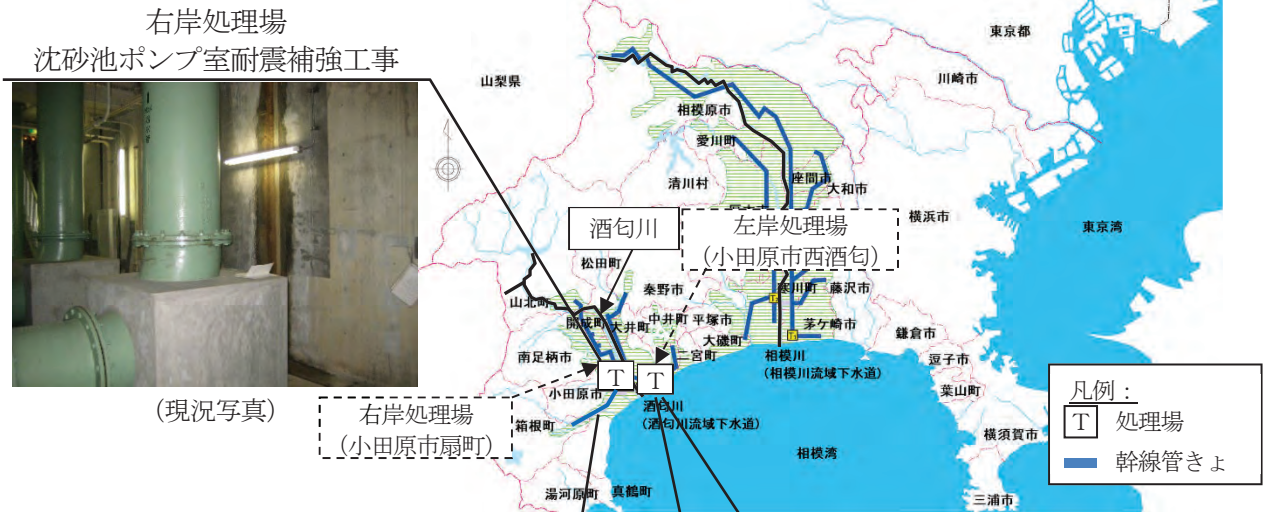 右岸処理場
沈砂池ポンプ室耐震補強工事
(現況写真)
東京都
山梨県
川崎市
相模原市
愛川町
座間市
大和市
清川村
横浜市
東京湾
酒匂川
左岸処理場
(小田原市西酒匂)
松田町
秦野市
寒川町
藤沢市
山北町
開成町
大井町
中井町
平塚市
茅ケ崎市
大磯町
鎌倉市
南足柄市
二宮町
相模川
(相模川流域下水道)
逗子市
葉山町
T
T
小田原市
酒匂川
(酒匂川流域下水道)
右岸処理場
(小田原市扇町)
箱根町
横須賀市
相模湾
湯河原町
真鶴町
三浦市
凡例：
T 処理場
幹線管きょ